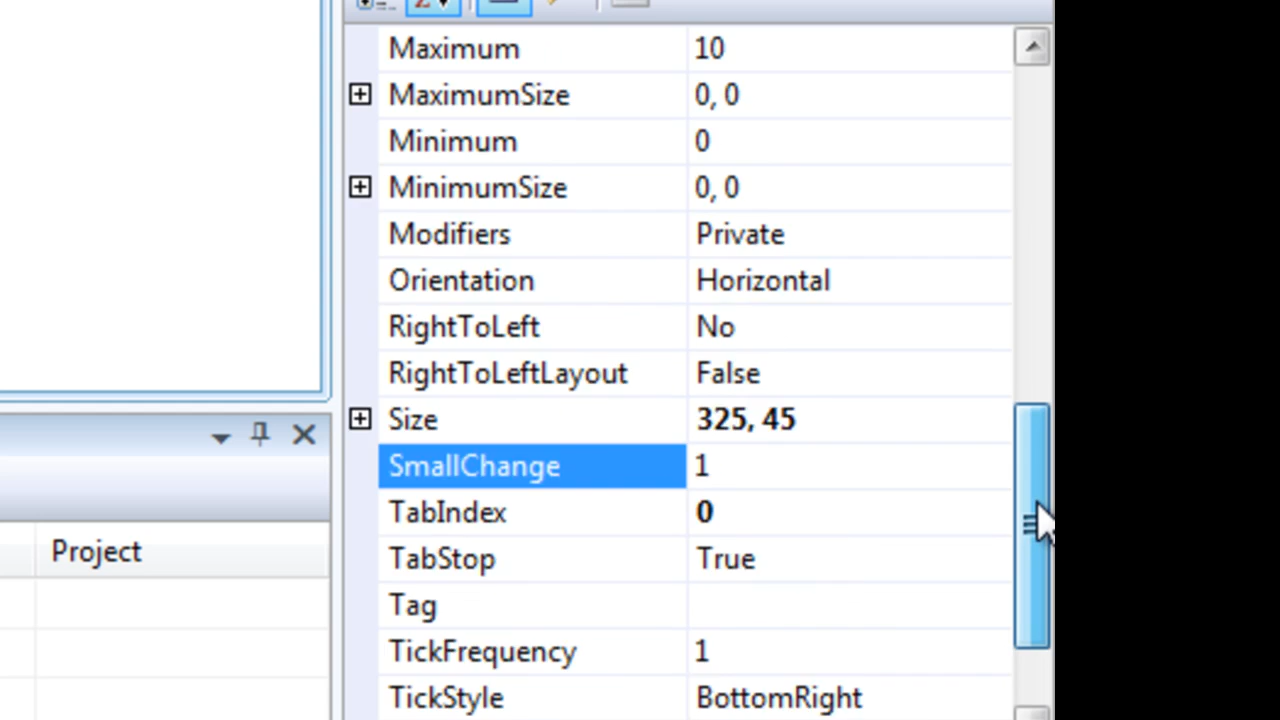 Maximum 10
MaximumSize 0, 0
Minimum 0
MinimumSize 0, 0
Modifiers Private
Orientation Horizontal
RightToLeft No
RightToLeftLayout False
Size 325, 45
SmallChange 1
TabIndex 0
TabStop True
Tag
TickFrequency 1
TickStyle BottomRight
Project